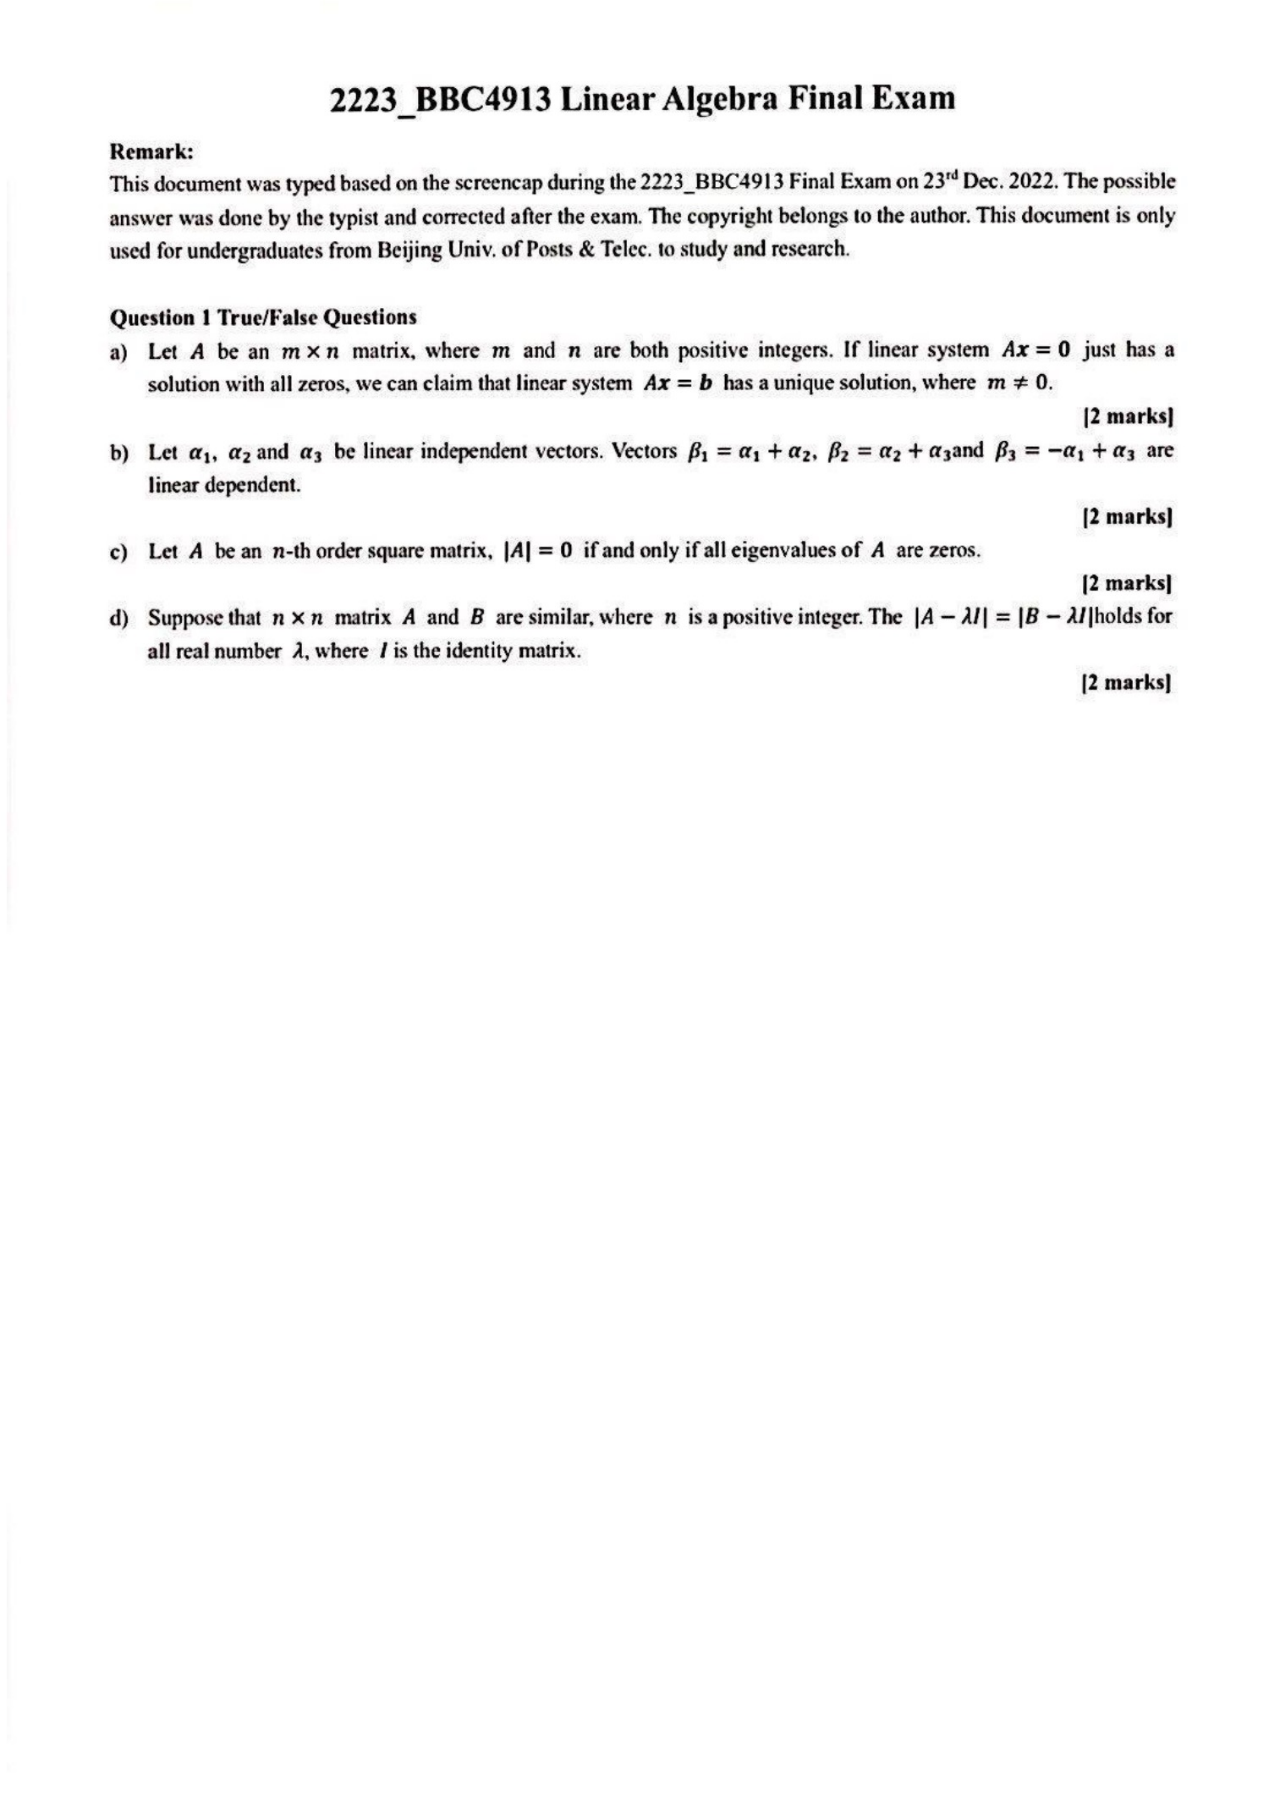 2223_BBC4913 Linear Algebra Final Exam
Remark:
This document was typed based on the screencap during the 2223_BBC4913 Final Exam on 23rd Dec. 2022. The possible
answer was done by the typist and corrected after the exam. The copyright belongs to the author. This document is only
used for undergraduates from Beijing Univ. of Posts & Telec. to study and research.
Question 1 True/False Questions
a) Let A be an m × n matrix, where m and n are both positive integers. If linear system Ax = 0 just has a
solution with all zeros, we can claim that linear system Ax = b has a unique solution, where m ≠ 0.
[2 marks]
b) Let α₁, α₂ and α₃ be linear independent vectors. Vectors β₁ = α₁ + α₂, β₂ = α₂ + α₃and β₃ = −α₁ + α₃ are
linear dependent.
[2 marks]
c) Let A be an n-th order square matrix, |A| = 0 if and only if all eigenvalues of A are zeros.
[2 marks]
d) Suppose that n × n matrix A and B are similar, where n is a positive integer. The |A − λI| = |B − λI|holds for
all real number λ, where I is the identity matrix.
[2 marks]